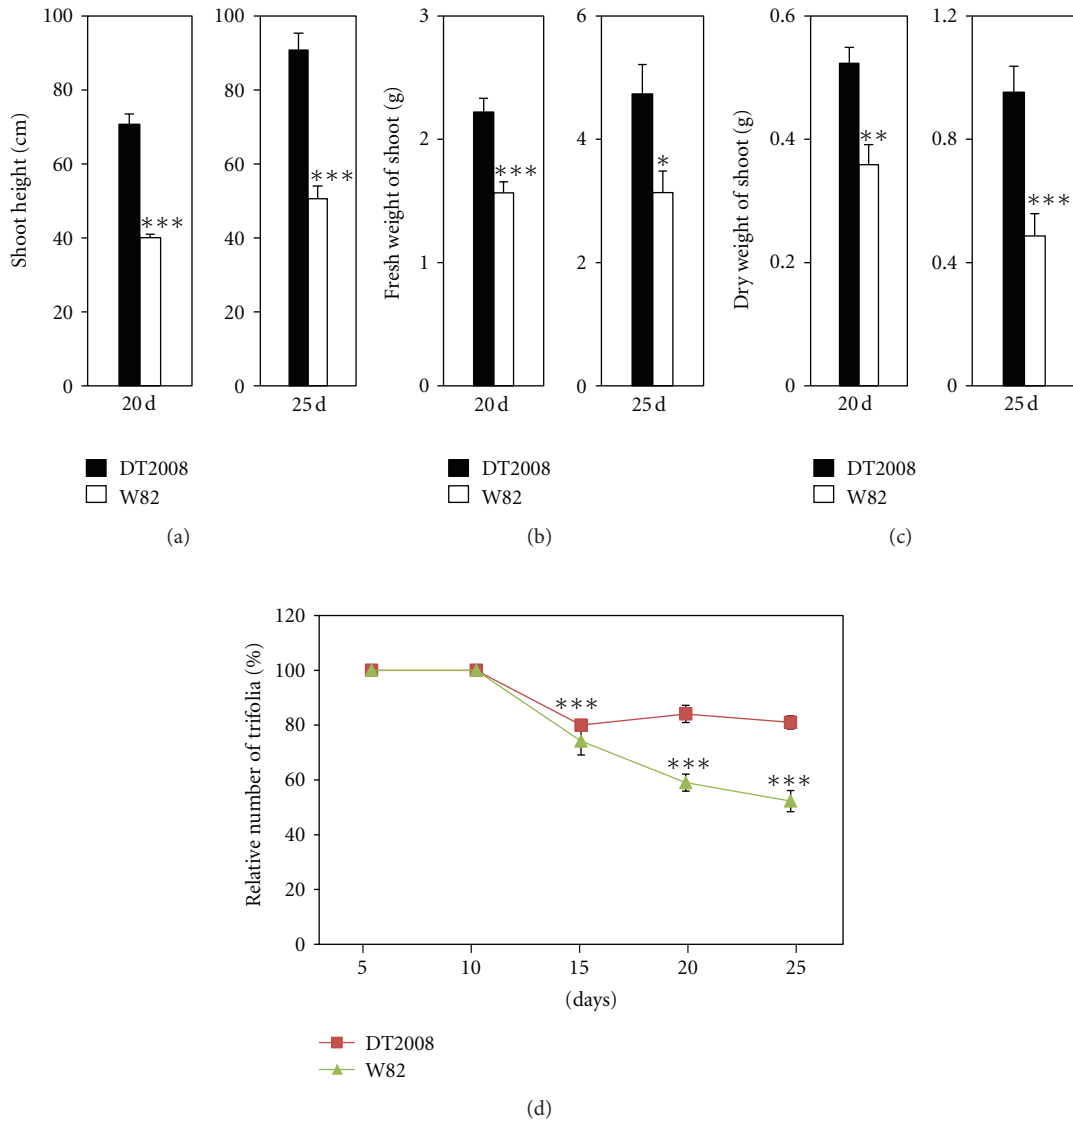 Shoot height (cm)
100
80
60
40
20
0
***
20 d
100
80
60
40
20
0
***
25 d
DT2008
W82
(a)
Fresh weight of shoot (g)
3
2
1
0
***
20 d
6
4
2
0
*
25 d
DT2008
W82
(b)
Dry weight of shoot (g)
0.6
0.4
0.2
0
**
20 d
1.2
0.8
0.4
0
***
25 d
DT2008
W82
(c)
Relative number of trifolia (%)
120
100
80
60
40
20
0
***
***
***
5 10 15 20 25
(days)
DT2008
W82
(d)